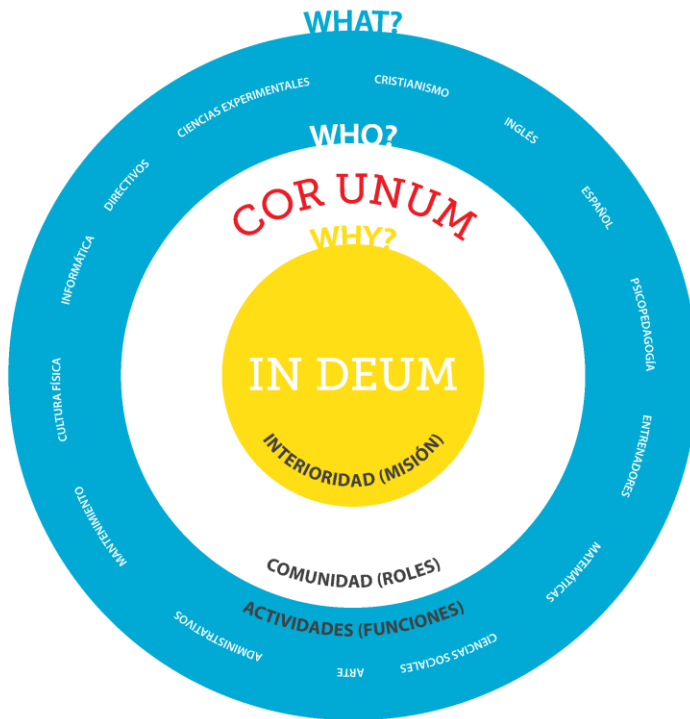 WHAT?
CRISTIANISMO
INGLÉS
ESPAÑOL
PSICOPEDAGOGÍA
ENTRENADORES
MATEMÁTICAS
CIENCIAS SOCIALES
ARTE
ADMINISTRATIVOS
MANTENIMIENTO
CULTURA FÍSICA
INFORMÁTICA
DIRECTIVOS
CIENCIAS EXPERIMENTALES
WHO?
COR UNUM
WHY?
IN DEUM
INTERIORIDAD (MISIÓN)
COMUNIDAD (ROLES)
ACTIVIDADES (FUNCIONES)